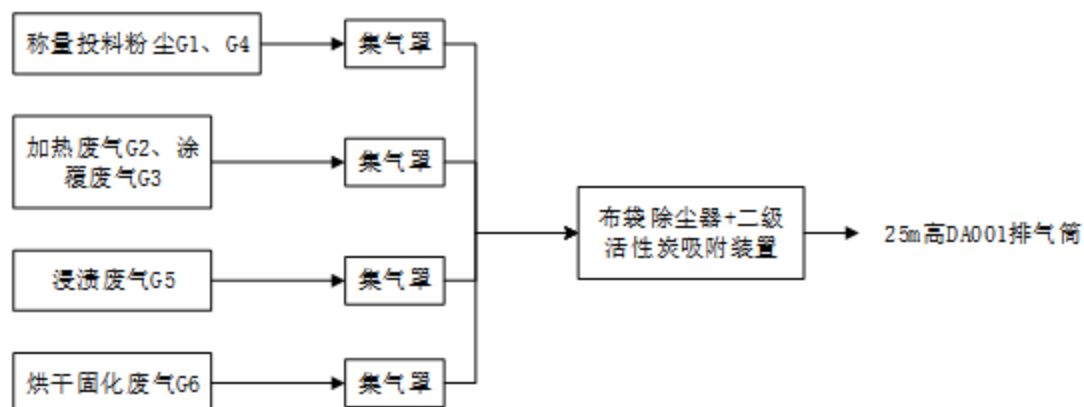 称量投料粉尘G1、G4
集气罩
加热废气G2、涂
覆废气G3
集气罩
布袋除尘器+二级
活性炭吸附装置
25m高DA001排气筒
浸渍废气G5
集气罩
烘干固化废气G6
集气罩